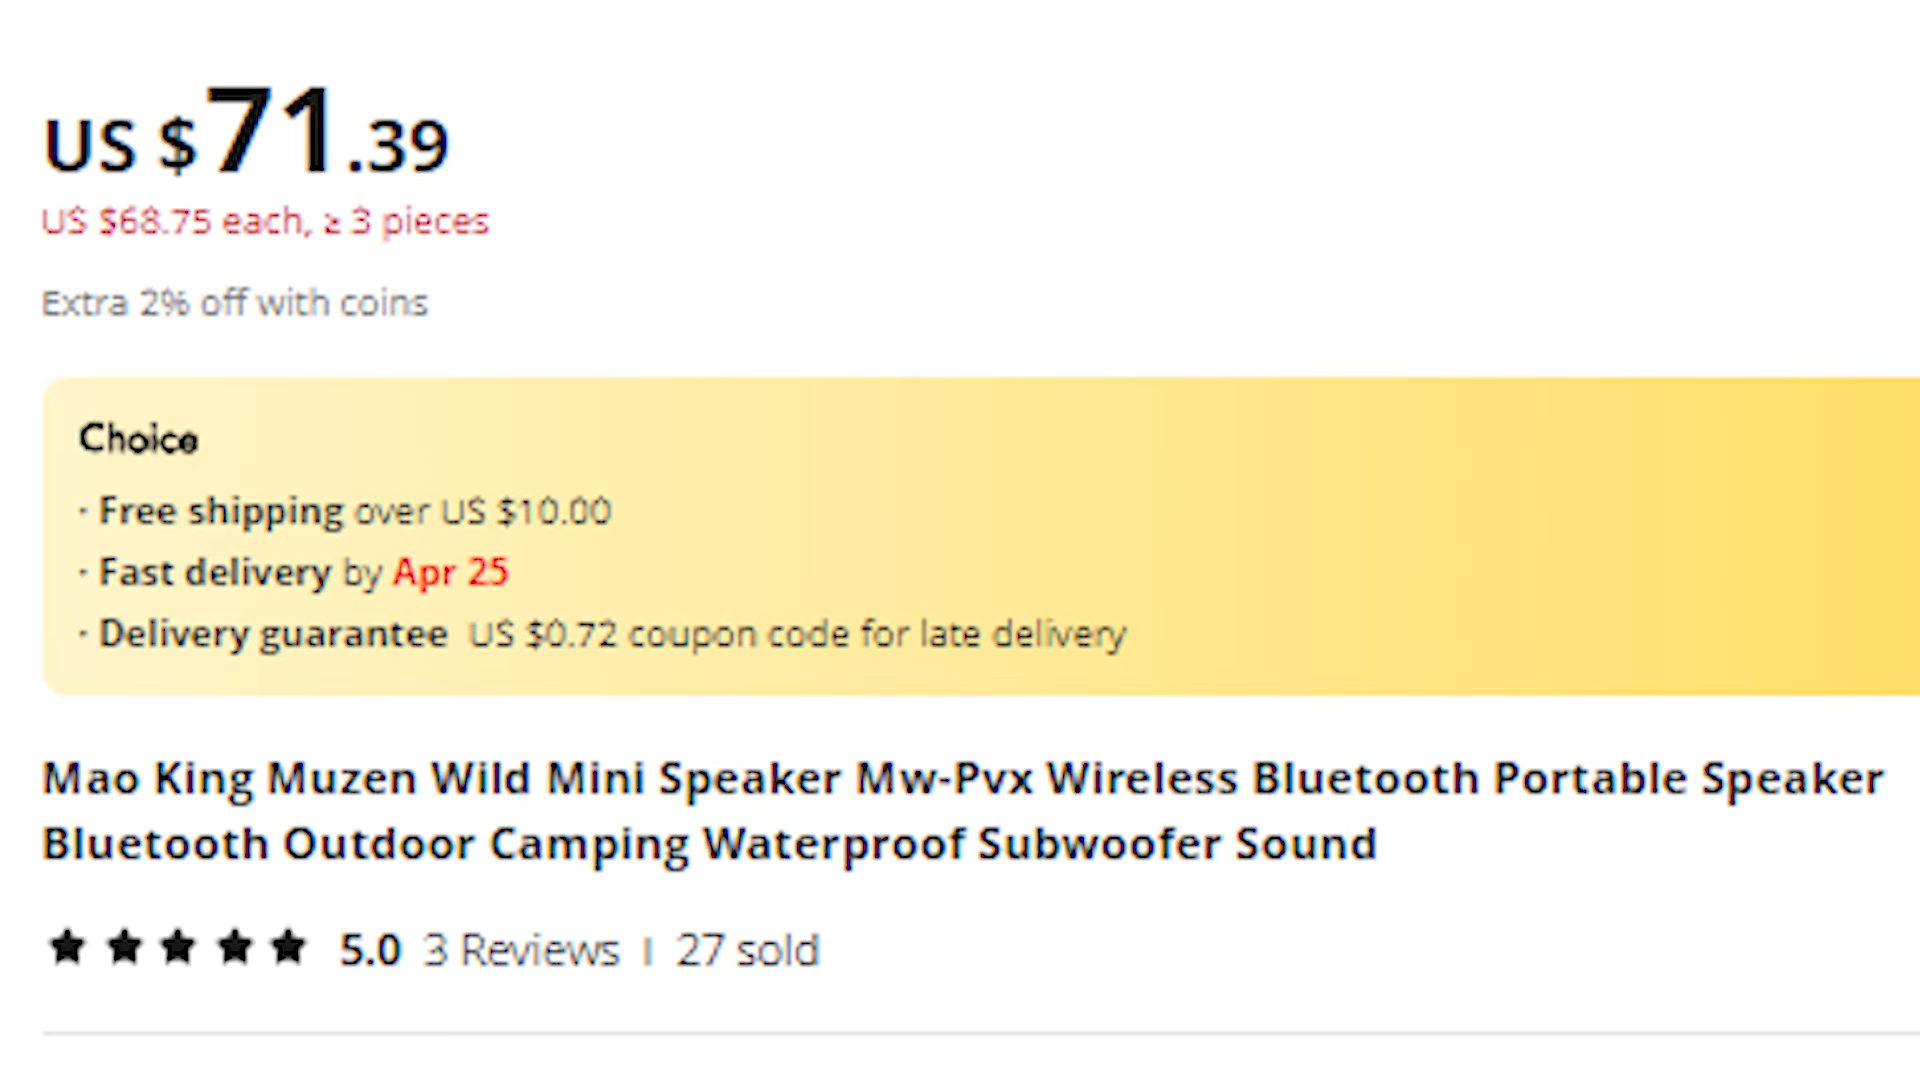 US $71.39
US $68.75 each, ≥ 3 pieces
Extra 2% off with coins
Choice
· Free shipping over US $10.00
· Fast delivery by Apr 25
· Delivery guarantee US $0.72 coupon code for late delivery
Mao King Muzen Wild Mini Speaker Mw-Pvx Wireless Bluetooth Portable Speaker
Bluetooth Outdoor Camping Waterproof Subwoofer Sound
★ ★ ★ ★ ★ 5.0 3 Reviews | 27 sold